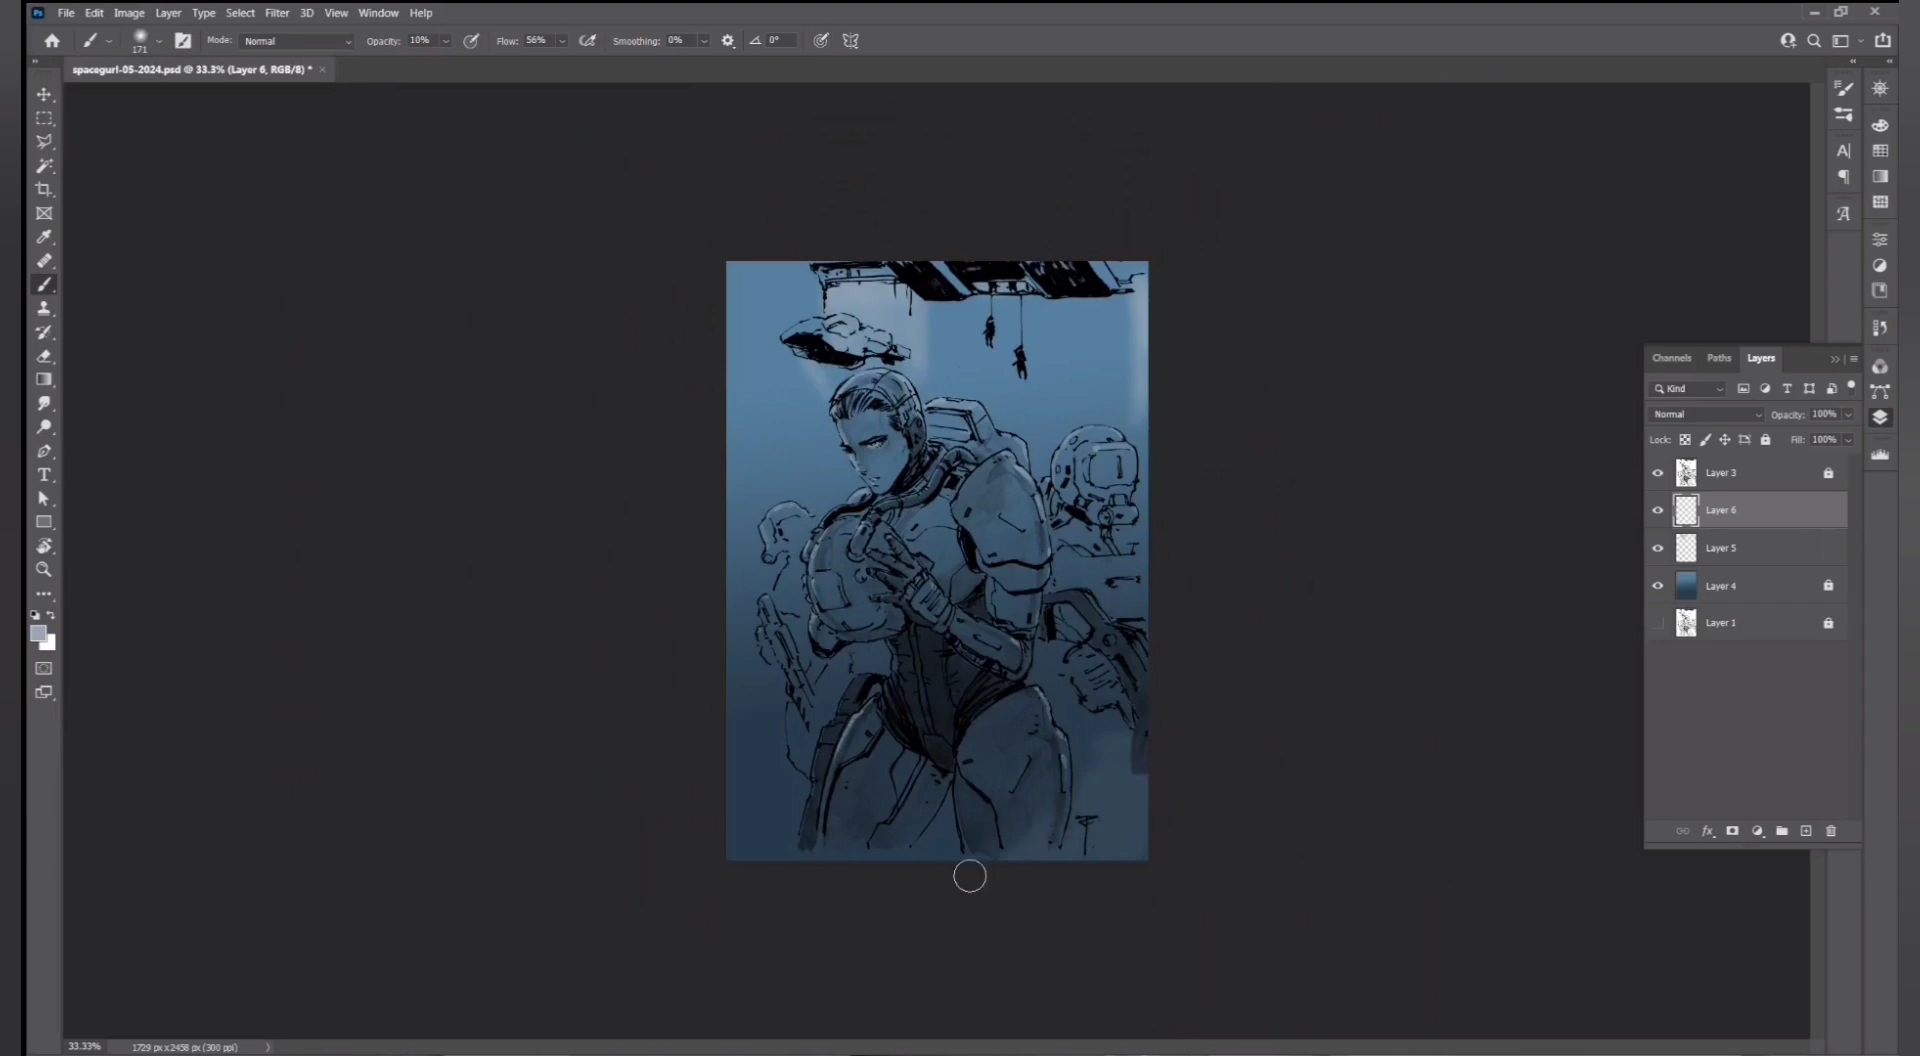 Ps File Edit Image Layer Type Select Filter 3D View Window Help
171 Mode: Normal Opacity: 10% Flow: 56% Smoothing: 0% 0°
spacegurl-05-2024.psd @ 33.3% (Layer 6, RGB/8) *
Channels Paths Layers
Kind
Normal Opacity: 100%
Lock: Fill: 100%
Layer 3
Layer 6
Layer 5
Layer 4
Layer 1
33.33% 1729 px x 2458 px (300 ppi)